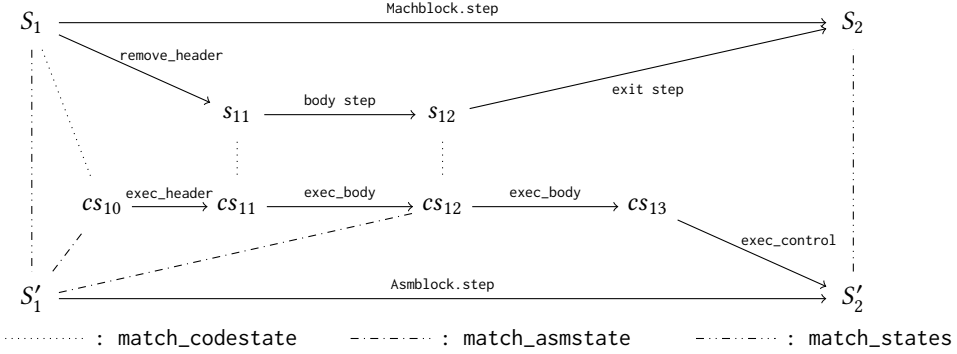 S₁ Machblock.step S₂
remove_header
s₁₁ body step s₁₂ exit step
cs₁₀ exec_header cs₁₁ exec_body cs₁₂ exec_body cs₁₃
exec_control
S′₁ Asmblock.step S′₂
: match_codestate : match_asmstate : match_states